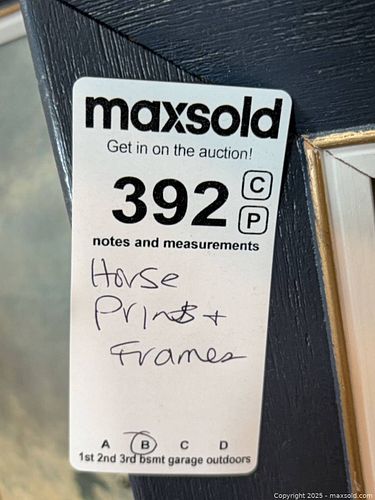 maxsold
Get in on the auction!
392 C
P
notes and measurements
Horse
Prints +
Frames
A B C D
1st 2nd 3rd bsmt garage outdoors
Copyright 2025 - maxsold.com